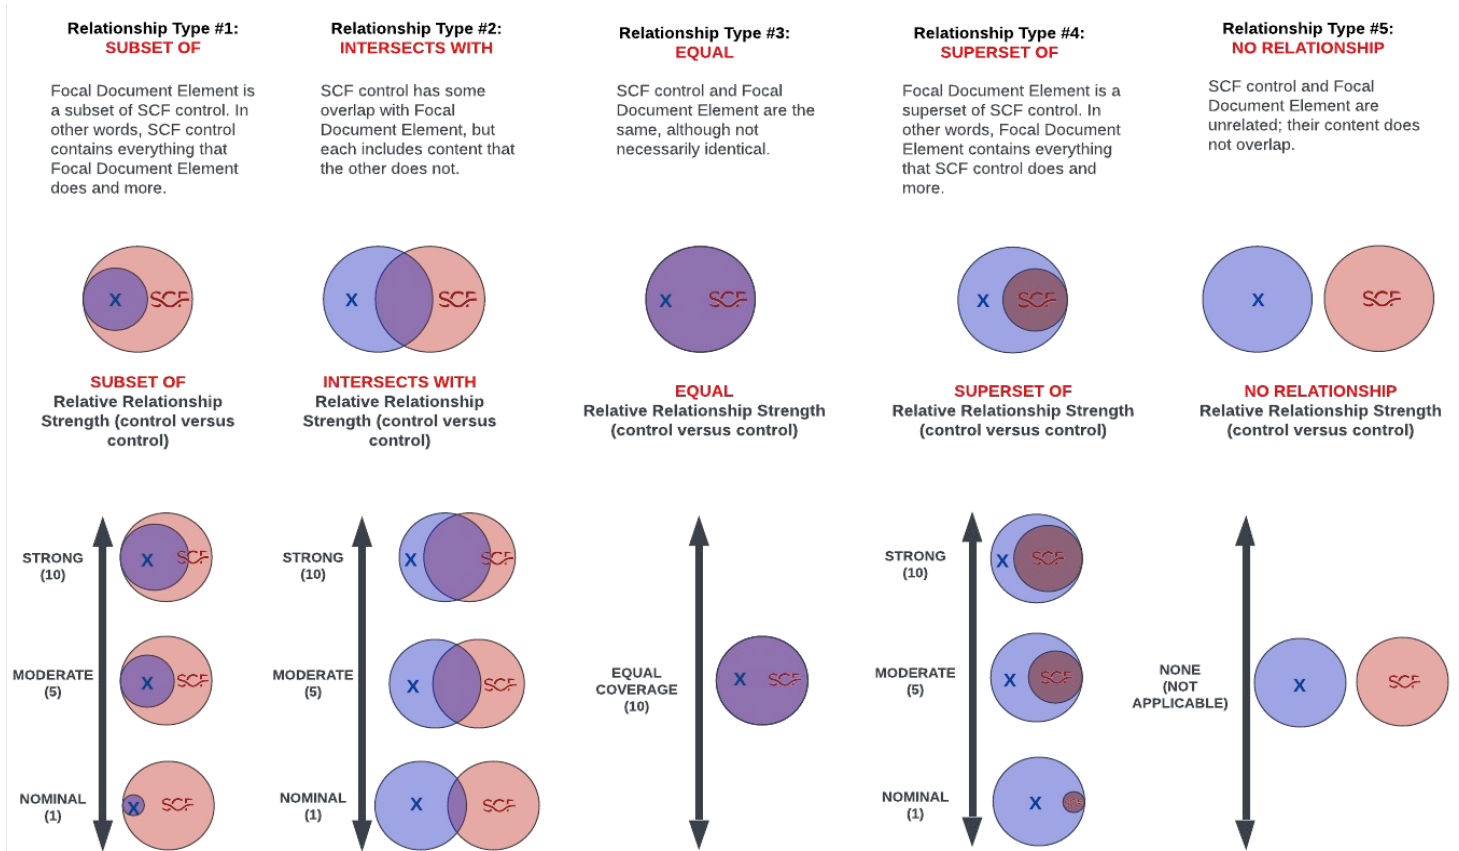 Relationship Type #1:
SUBSET OF
Focal Document Element is
a subset of SCF control. In
other words, SCF control
contains everything that
Focal Document Element
does and more.
X SCF
SUBSET OF
Relative Relationship
Strength (control versus
control)
STRONG
(10)
X SCF
MODERATE
(5)
X SCF
NOMINAL
(1)
X SCF
Relationship Type #2:
INTERSECTS WITH
SCF control has some
overlap with Focal
Document Element, but
each includes content that
the other does not.
X SCF
INTERSECTS WITH
Relative Relationship
Strength (control versus
control)
STRONG
(10)
X SCF
MODERATE
(5)
X SCF
NOMINAL
(1)
X SCF
Relationship Type #3:
EQUAL
SCF control and Focal
Document Element are the
same, although not
necessarily identical.
X SCF
EQUAL
Relative Relationship Strength
(control versus control)
EQUAL
COVERAGE
(10)
X SCF
Relationship Type #4:
SUPERSET OF
Focal Document Element is a
superset of SCF control. In
other words, Focal Document
Element contains everything
that SCF control does and
more.
X SCF
SUPERSET OF
Relative Relationship Strength
(control versus control)
STRONG
(10)
X SCF
MODERATE
(5)
X SCF
NOMINAL
(1)
X SCF
Relationship Type #5:
NO RELATIONSHIP
SCF control and Focal
Document Element are
unrelated; their content does
not overlap.
X SCF
NO RELATIONSHIP
Relative Relationship Strength
(control versus control)
NONE
(NOT
APPLICABLE)
X SCF